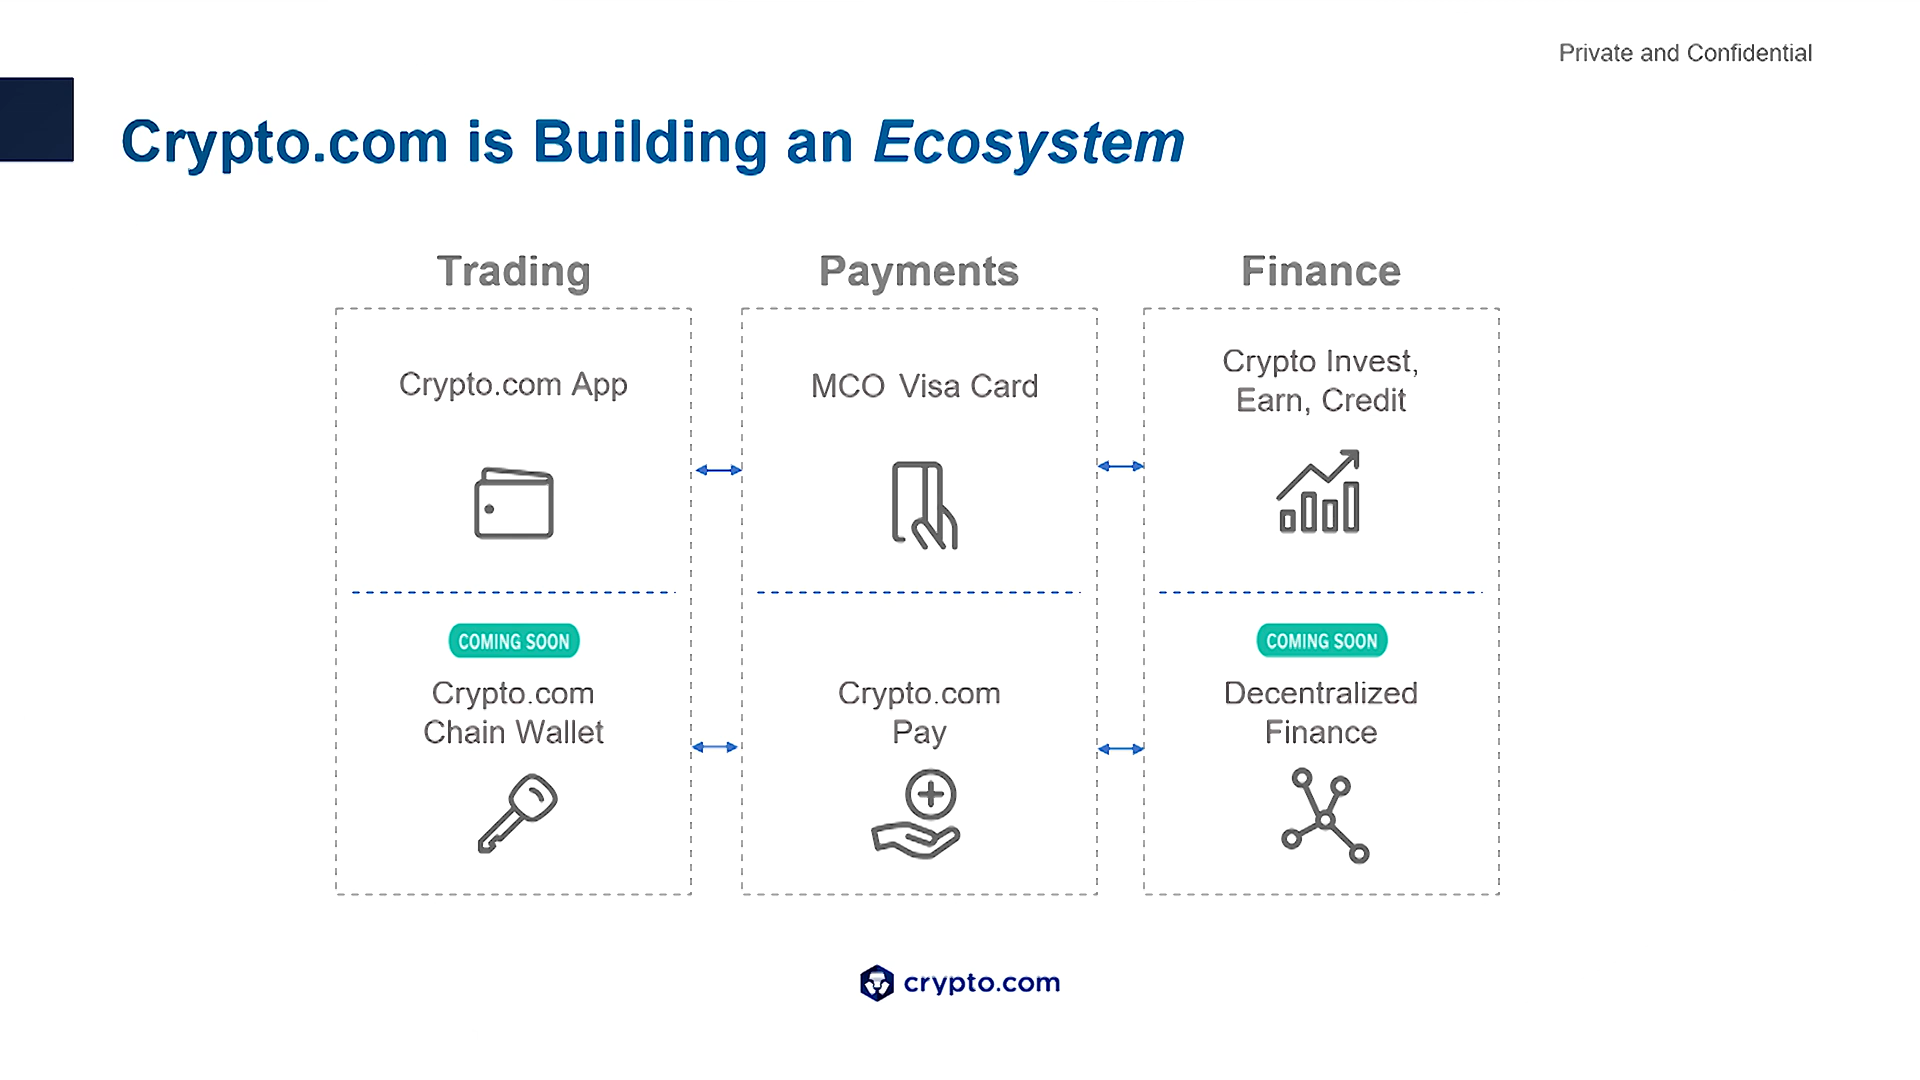 Private and Confidential
Crypto.com is Building an Ecosystem
Trading
Payments
Finance
Crypto.com App
MCO Visa Card
Crypto Invest,
Earn, Credit
COMING SOON
Crypto.com
Chain Wallet
Crypto.com
Pay
COMING SOON
Decentralized
Finance
crypto.com